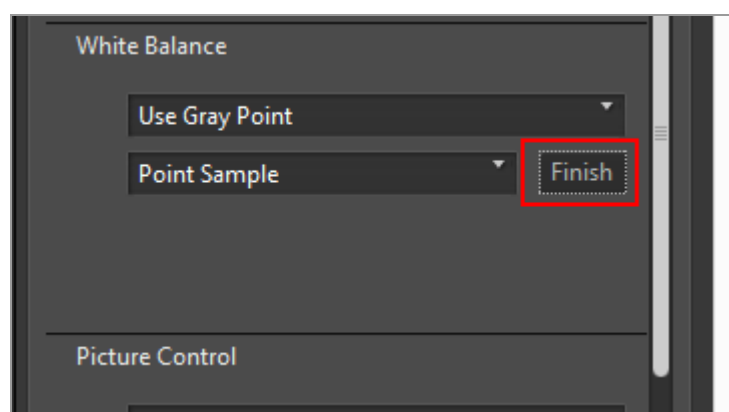 White Balance
Use Gray Point
Point Sample
Finish
Picture Control